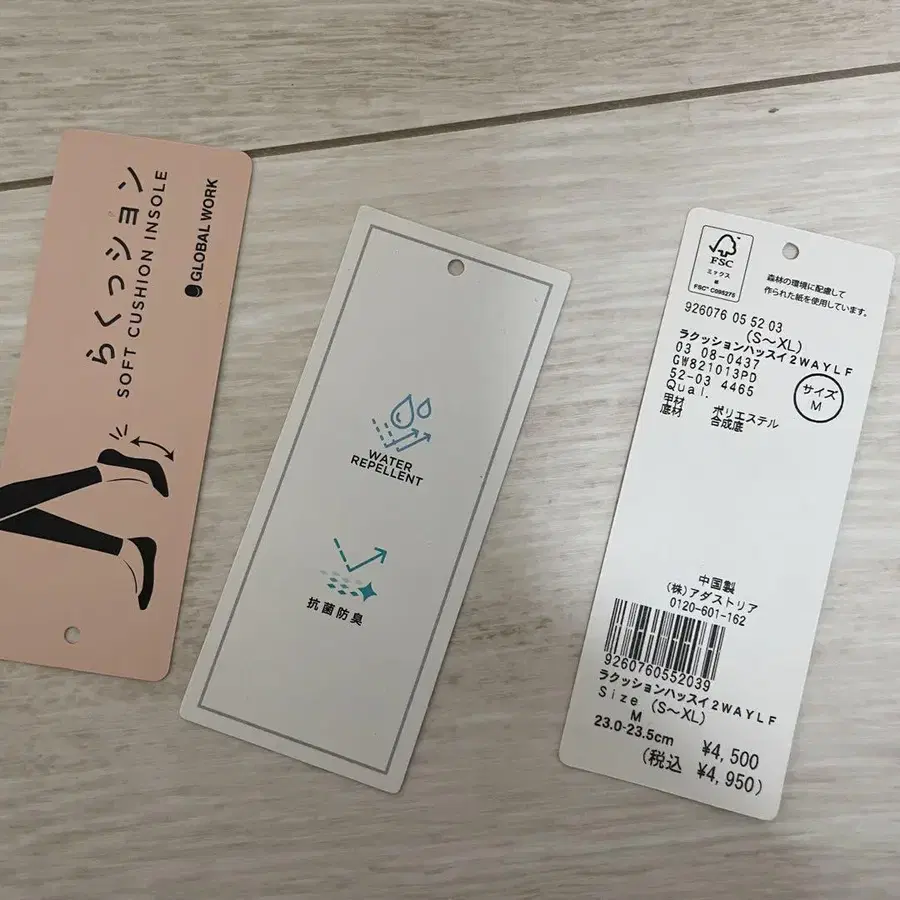 らくっション
SOFT CUSHION INSOLE
GLOBAL WORK
WATER
REPELLENT
抗菌防臭
FSC
ミックス
紙
FSC® C095275
森林の環境に配慮して
作られた紙を使用しています。
926076 05 52 03
(S～XL)
ラクッションハッスイ2WAYLF
03 08-0437
GW821013PD
52-03 4465
Qual.
甲材 ポリエステル
底材 合成底
サイズ
M
中国製
(株)アダストリア
0120-601-162
9260760552039
ラクッションハッスイ2WAYLF
Size (S～XL)
M
23.0-23.5cm
¥4,500
(税込 ¥4,950)